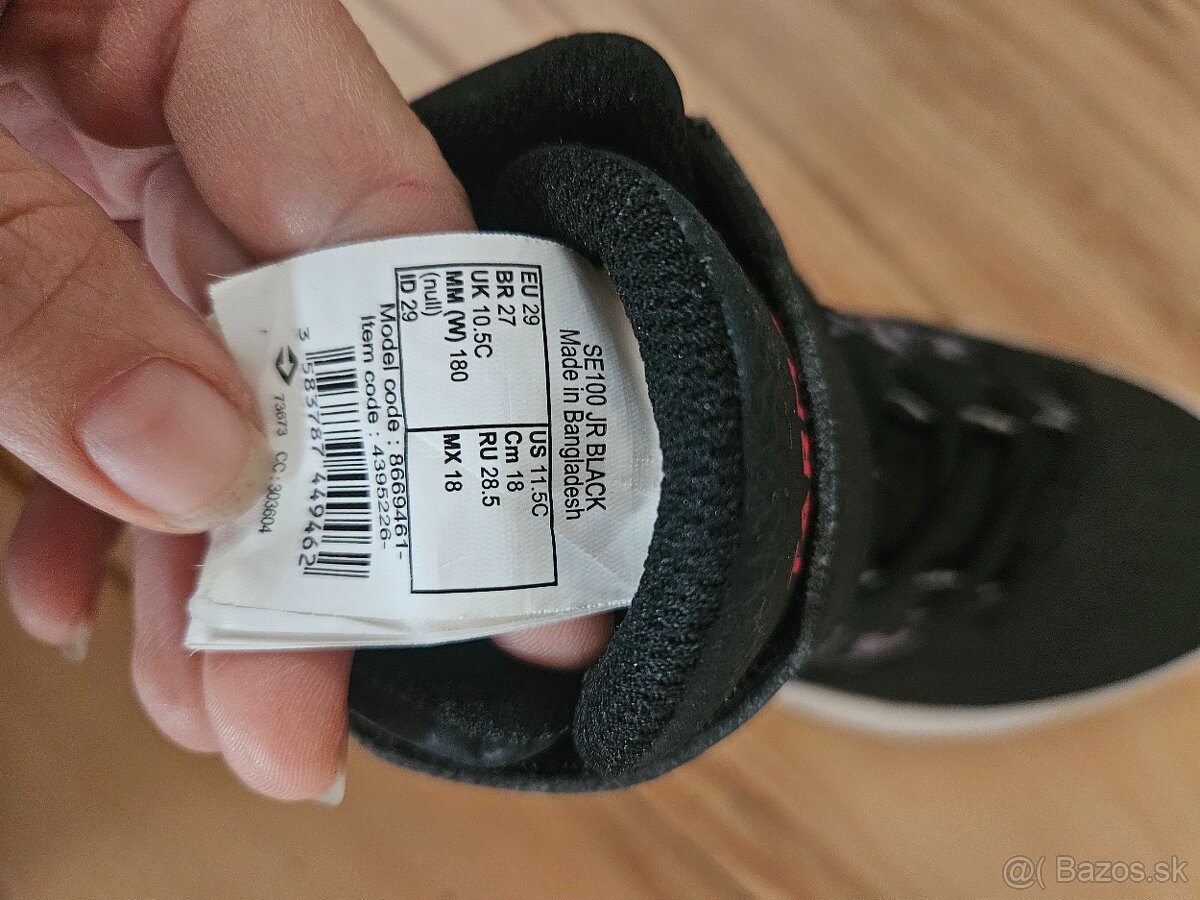 SE100 JR BLACK
Made in Bangladesh
EU 29 US 11.5C
BR 27 Cm 18
UK 10.5C RU 28.5
MM (W) 180 MX 18
(null)
ID 29
Model code : 8669461-
Item code : 4395226-
3 583787 449462
73673 CC : 303604
@( Bazos.sk